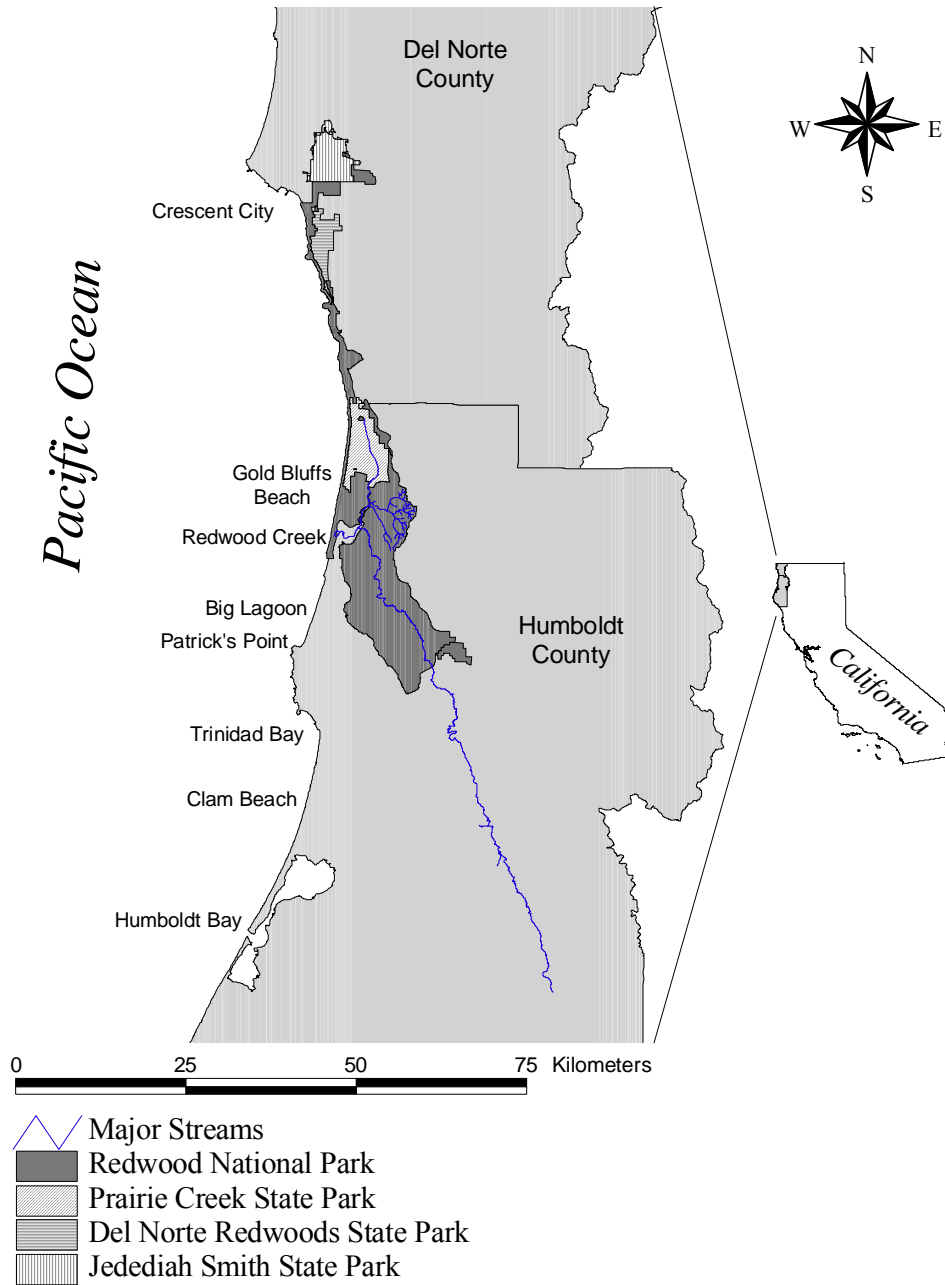 Del Norte
County
N
W
E
S
Crescent City
Pacific Ocean
Gold Bluffs
Beach
Redwood Creek
Big Lagoon
Patrick's Point
Humboldt
County
California
Trinidad Bay
Clam Beach
Humboldt Bay
0 25 50 75 Kilometers
Major Streams
Redwood National Park
Prairie Creek State Park
Del Norte Redwoods State Park
Jedediah Smith State Park